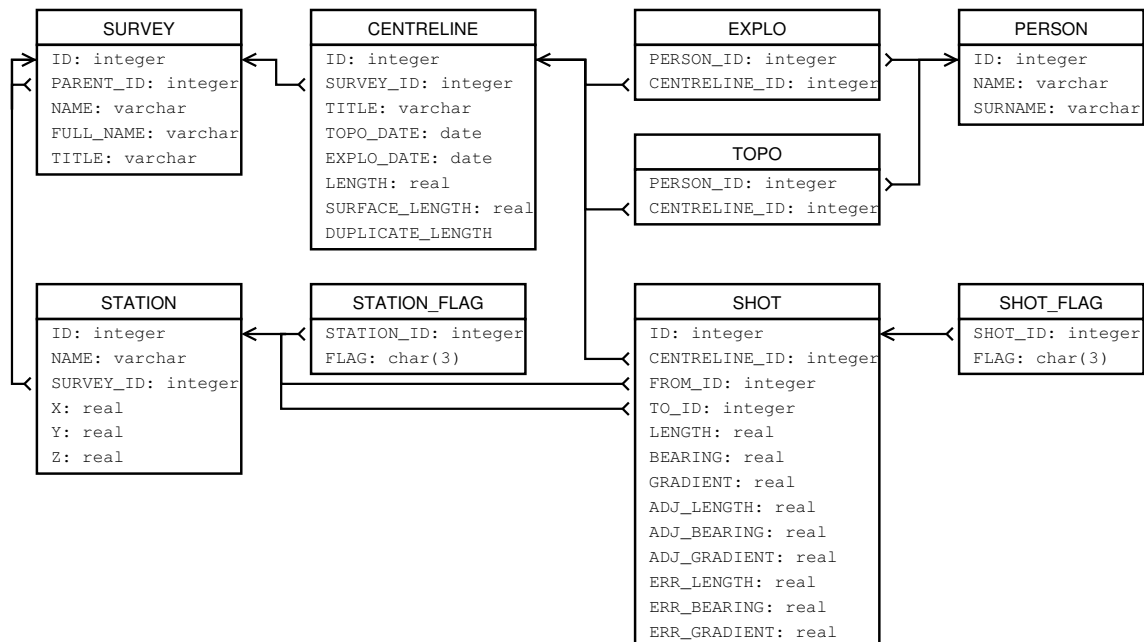 SURVEY
ID: integer
PARENT_ID: integer
NAME: varchar
FULL_NAME: varchar
TITLE: varchar
CENTRELINE
ID: integer
SURVEY_ID: integer
TITLE: varchar
TOPO_DATE: date
EXPLO_DATE: date
LENGTH: real
SURFACE_LENGTH: real
DUPLICATE_LENGTH
EXPLO
PERSON_ID: integer
CENTRELINE_ID: integer
PERSON
ID: integer
NAME: varchar
SURNAME: varchar
TOPO
PERSON_ID: integer
CENTRELINE_ID: integer
STATION
ID: integer
NAME: varchar
SURVEY_ID: integer
X: real
Y: real
Z: real
STATION_FLAG
STATION_ID: integer
FLAG: char(3)
SHOT
ID: integer
CENTRELINE_ID: integer
FROM_ID: integer
TO_ID: integer
LENGTH: real
BEARING: real
GRADIENT: real
ADJ_LENGTH: real
ADJ_BEARING: real
ADJ_GRADIENT: real
ERR_LENGTH: real
ERR_BEARING: real
ERR_GRADIENT: real
SHOT_FLAG
SHOT_ID: integer
FLAG: char(3)